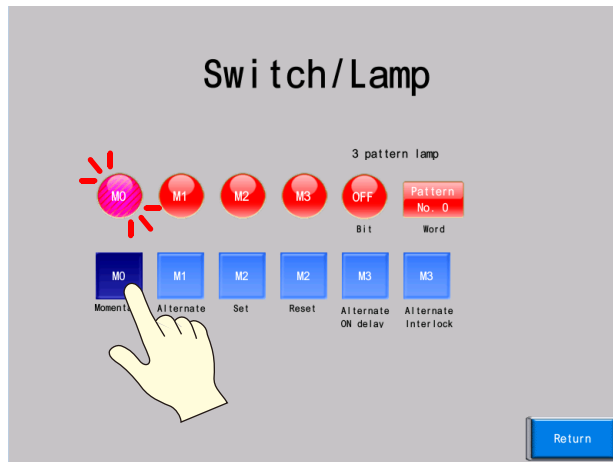 Switch/Lamp
3 pattern lamp
M0 M1 M2 M3 OFF Pattern
No. 0
Bit Word
M0 M1 M2 M2 M3 M3
Alternate Set Reset Alternate Alternate
ON delay Interlock
Return